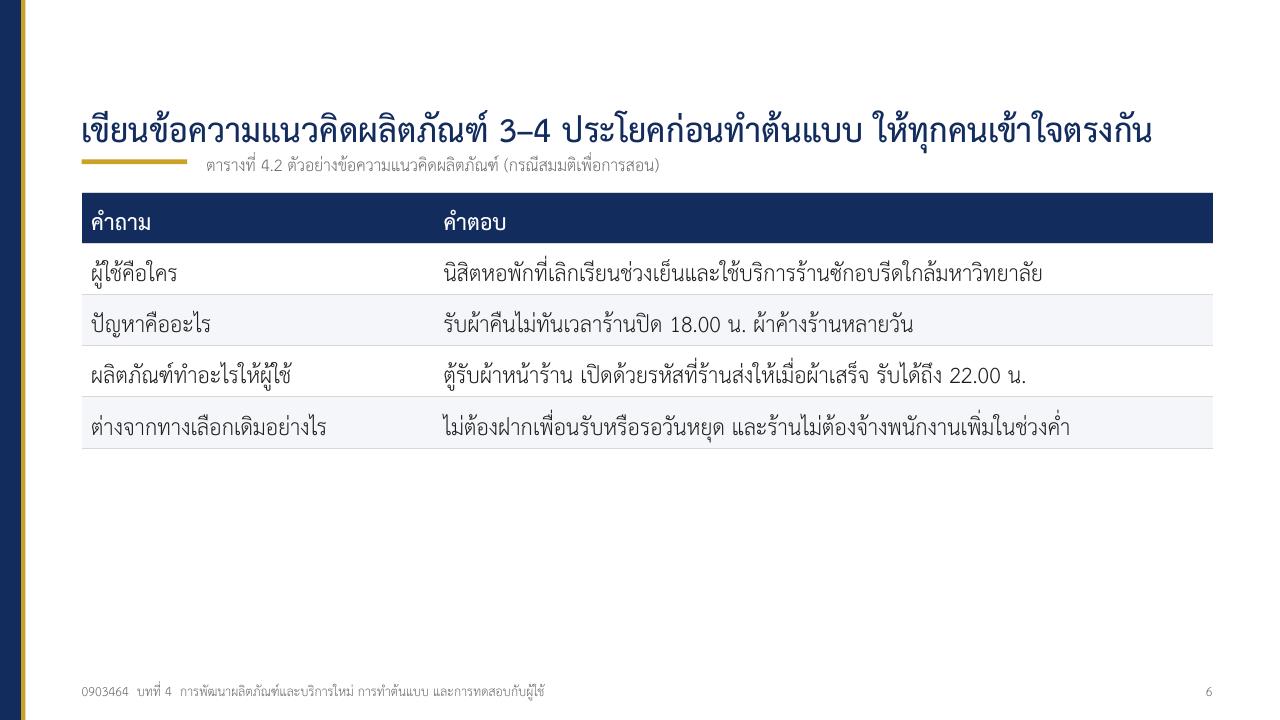 เขียนข้อความแนวคิดผลิตภัณฑ์ 3–4 ประโยคก่อนทำต้นแบบ ให้ทุกคนเข้าใจตรงกัน
ตารางที่ 4.2 ตัวอย่างข้อความแนวคิดผลิตภัณฑ์ (กรณีสมมติเพื่อการสอน)
คำถาม คำตอบ
ผู้ใช้คือใคร นิสิตหอพักที่เลิกเรียนช่วงเย็นและใช้บริการร้านซักอบรีดใกล้มหาวิทยาลัย
ปัญหาคืออะไร รับผ้าคืนไม่ทันเวลาร้านปิด 18.00 น. ผ้าค้างร้านหลายวัน
ผลิตภัณฑ์ทำอะไรให้ผู้ใช้ ตู้รับผ้าหน้าร้าน เปิดด้วยรหัสที่ร้านส่งให้เมื่อผ้าเสร็จ รับได้ถึง 22.00 น.
ต่างจากทางเลือกเดิมอย่างไร ไม่ต้องฝากเพื่อนรับหรือรอวันหยุด และร้านไม่ต้องจ้างพนักงานเพิ่มในช่วงค่ำ
0903464 บทที่ 4 การพัฒนาผลิตภัณฑ์และบริการใหม่ การทำต้นแบบ และการทดสอบกับผู้ใช้ 6